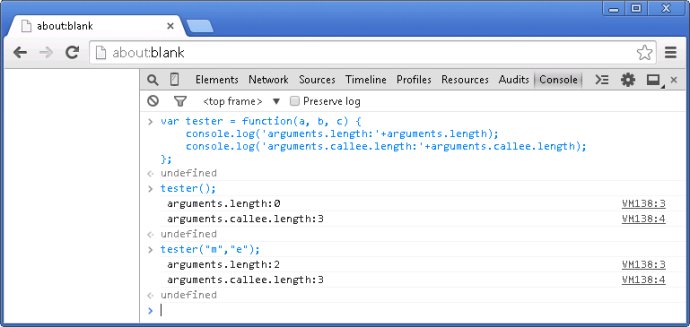 about:blank
about:blank
Elements Network Sources Timeline Profiles Resources Audits Console
<top frame> ▼ Preserve log
> var tester = function(a, b, c) {
console.log('arguments.length:'+arguments.length);
console.log('arguments.callee.length:'+arguments.callee.length);
};
undefined
> tester();
arguments.length:0 VM138:3
arguments.callee.length:3 VM138:4
undefined
> tester("m","e");
arguments.length:2 VM138:3
arguments.callee.length:3 VM138:4
undefined
>